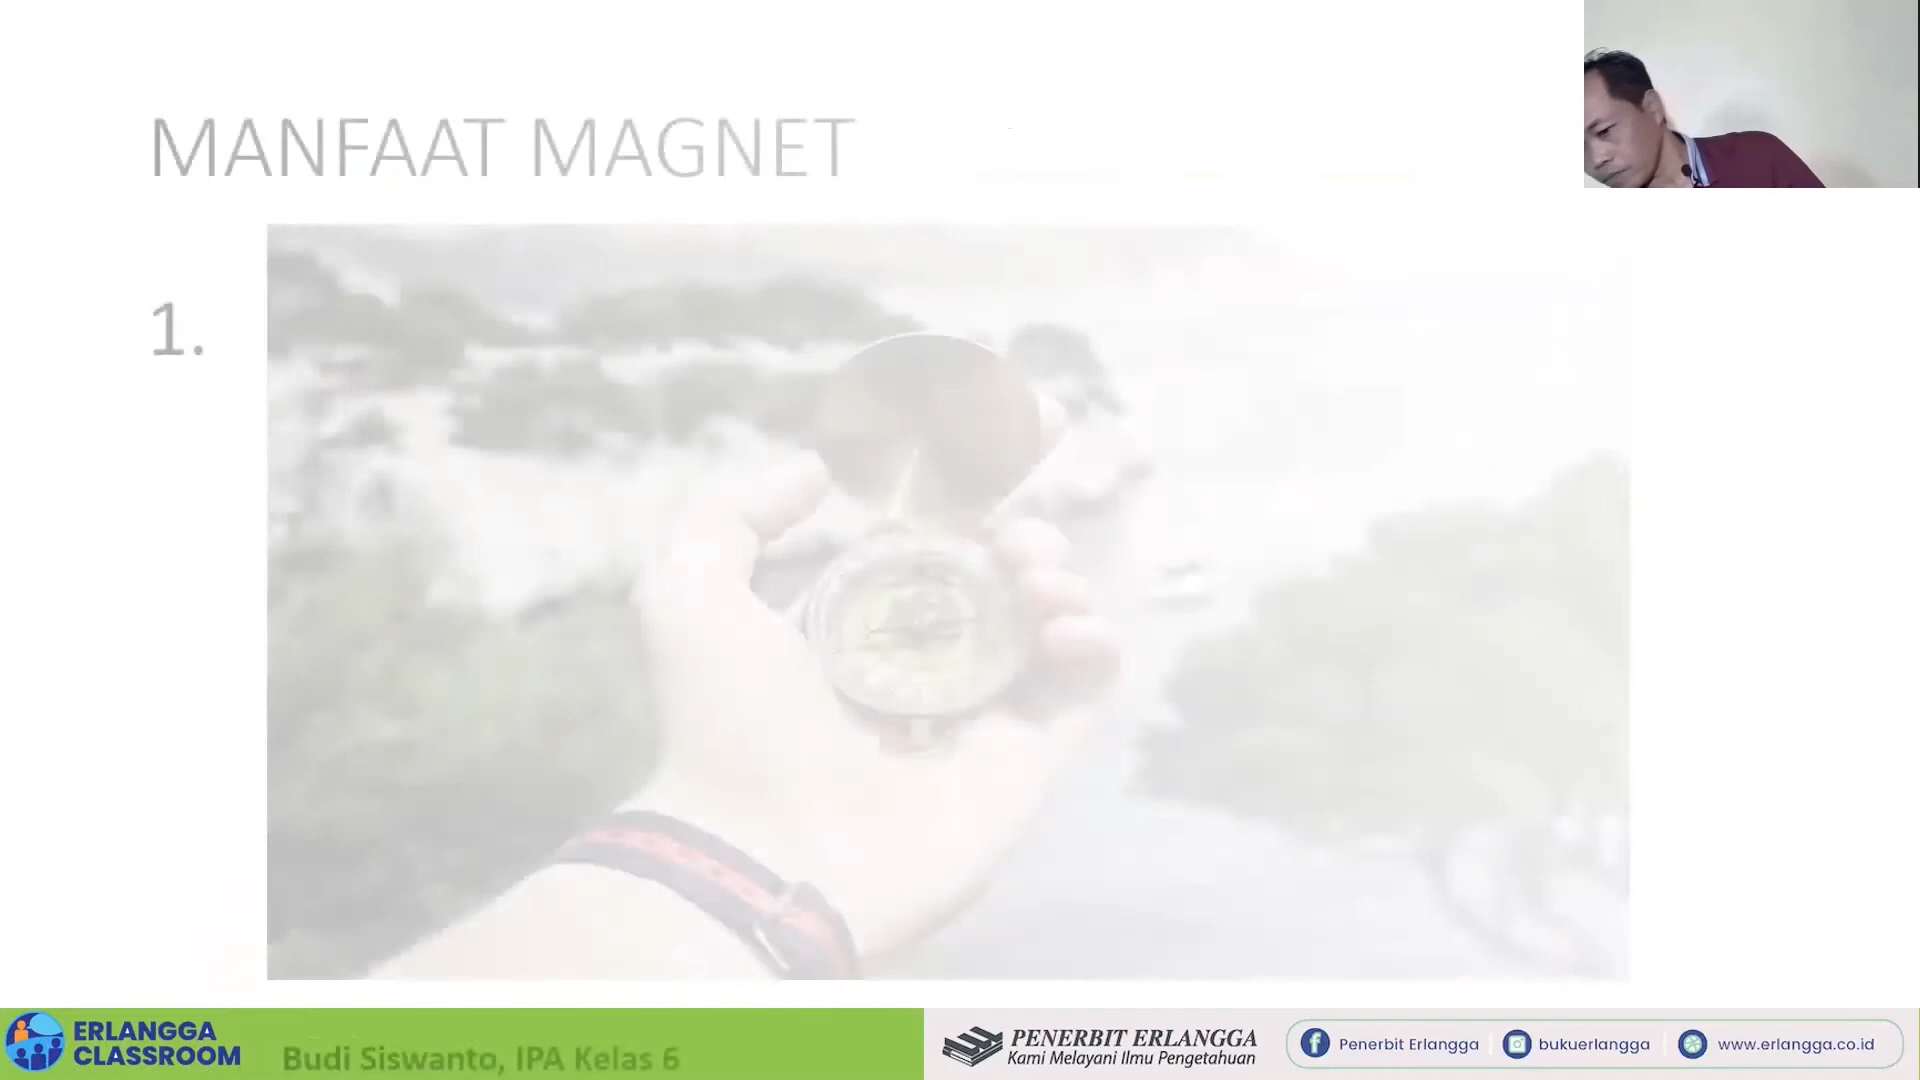 MANFAAT MAGNET
1.
ERLANGGA
CLASSROOM
Budi Siswanto, IPA Kelas 6
PENERBIT ERLANGGA
Kami Melayani Ilmu Pengetahuan
Penerbit Erlangga
bukuerlangga
www.erlangga.co.id